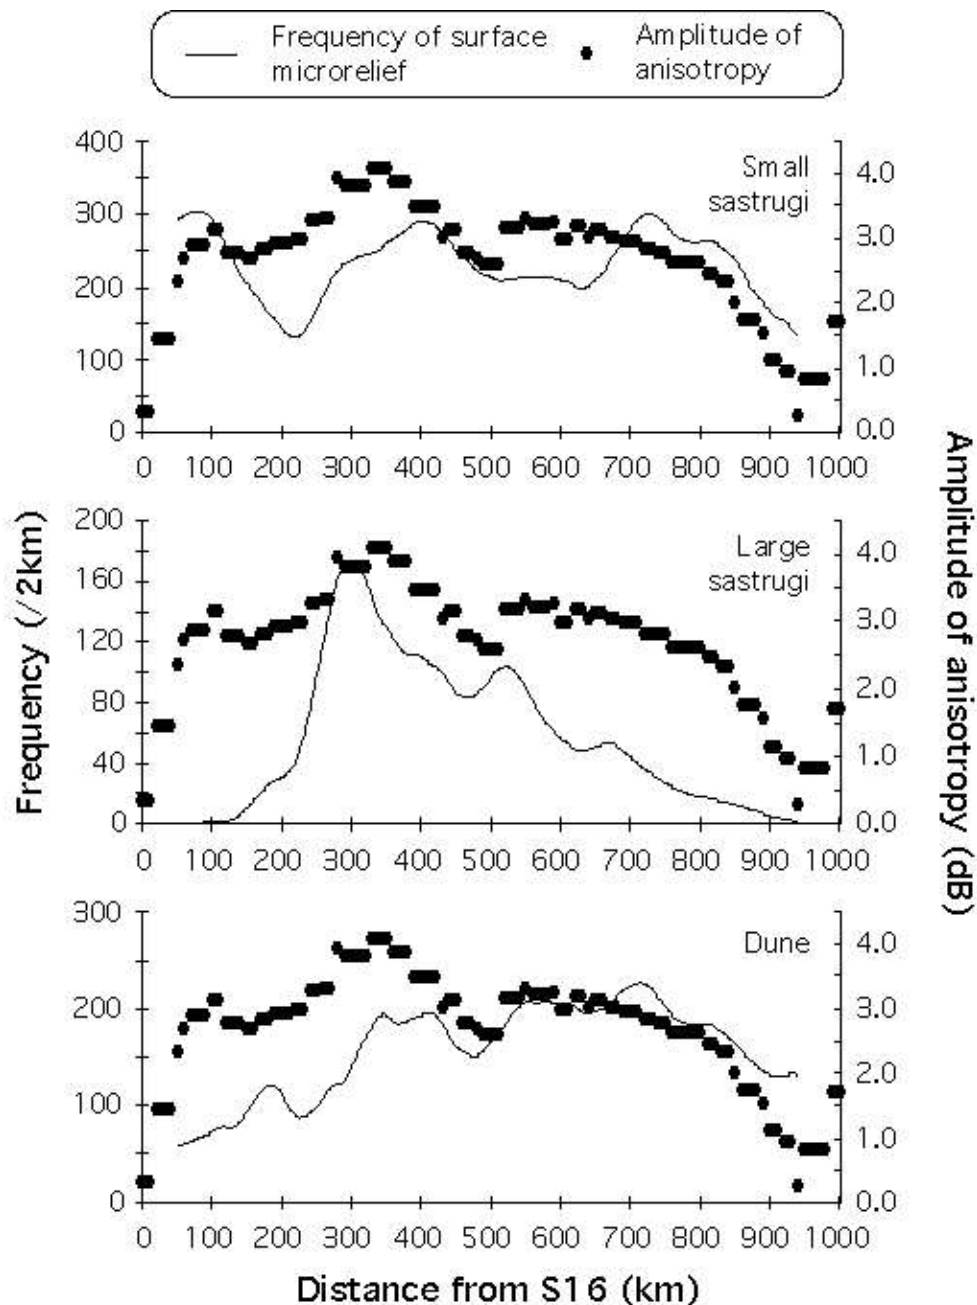 Frequency of surface
microrelief
Amplitude of
anisotropy
400
300
200
100
0
Small
sastrugi
4.0
3.0
2.0
1.0
0.0
0 100 200 300 400 500 600 700 800 900 1000
200
160
120
80
40
0
Large
sastrugi
4.0
3.0
2.0
1.0
0.0
0 100 200 300 400 500 600 700 800 900 1000
300
200
100
0
Dune
4.0
3.0
2.0
1.0
0.0
0 100 200 300 400 500 600 700 800 900 1000
Frequency (/2km)
Amplitude of anisotropy (dB)
Distance from S16 (km)